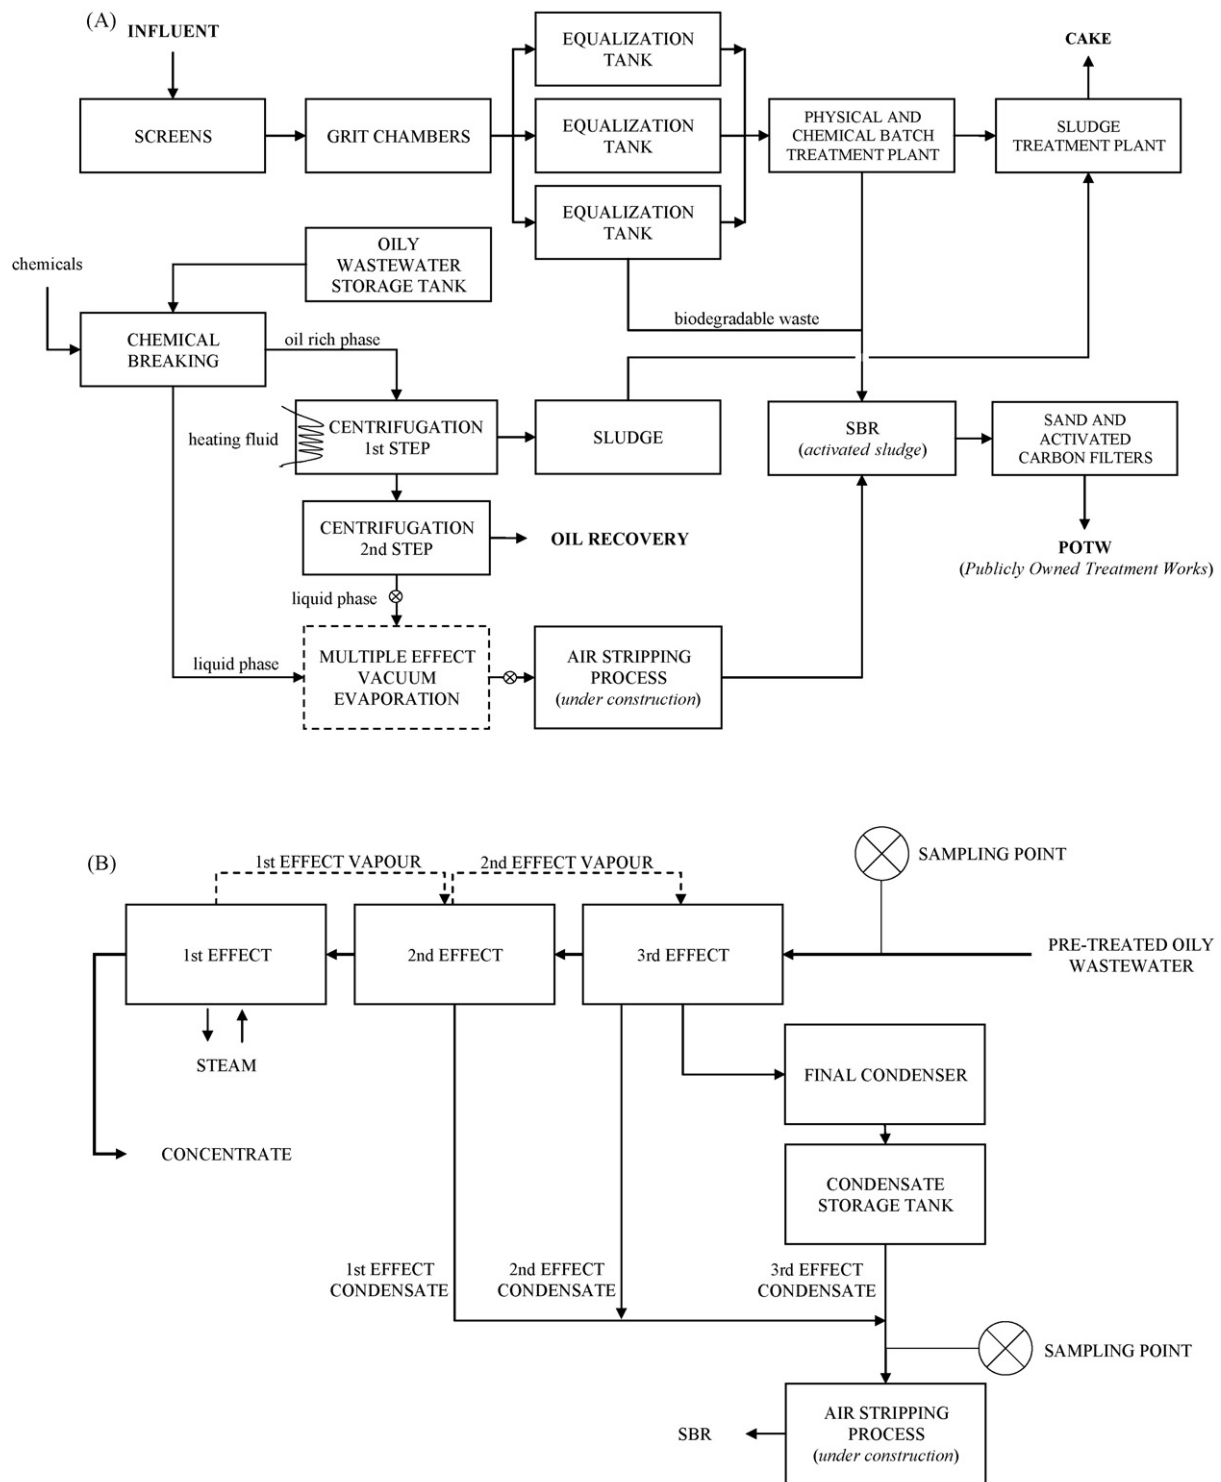 (A)
INFLUENT
SCREENS
GRIT CHAMBERS
EQUALIZATION
TANK
EQUALIZATION
TANK
EQUALIZATION
TANK
PHYSICAL AND
CHEMICAL BATCH
TREATMENT PLANT
CAKE
SLUDGE
TREATMENT PLANT
chemicals
OILY
WASTEWATER
STORAGE TANK
CHEMICAL
BREAKING
oil rich phase
biodegradable waste
heating fluid
CENTRIFUGATION
1st STEP
SLUDGE
SBR
(activated sludge)
SAND AND
ACTIVATED
CARBON FILTERS
CENTRIFUGATION
2nd STEP
OIL RECOVERY
POTW
(Publicly Owned Treatment Works)
liquid phase
liquid phase
MULTIPLE EFFECT
VACUUM
EVAPORATION
AIR STRIPPING
PROCESS
(under construction)
(B)
1st EFFECT VAPOUR
2nd EFFECT VAPOUR
SAMPLING POINT
1st EFFECT
2nd EFFECT
3rd EFFECT
PRE-TREATED OILY
WASTEWATER
STEAM
FINAL CONDENSER
CONCENTRATE
CONDENSATE
STORAGE TANK
1st EFFECT
CONDENSATE
2nd EFFECT
CONDENSATE
3rd EFFECT
CONDENSATE
SAMPLING POINT
SBR
AIR STRIPPING
PROCESS
(under construction)